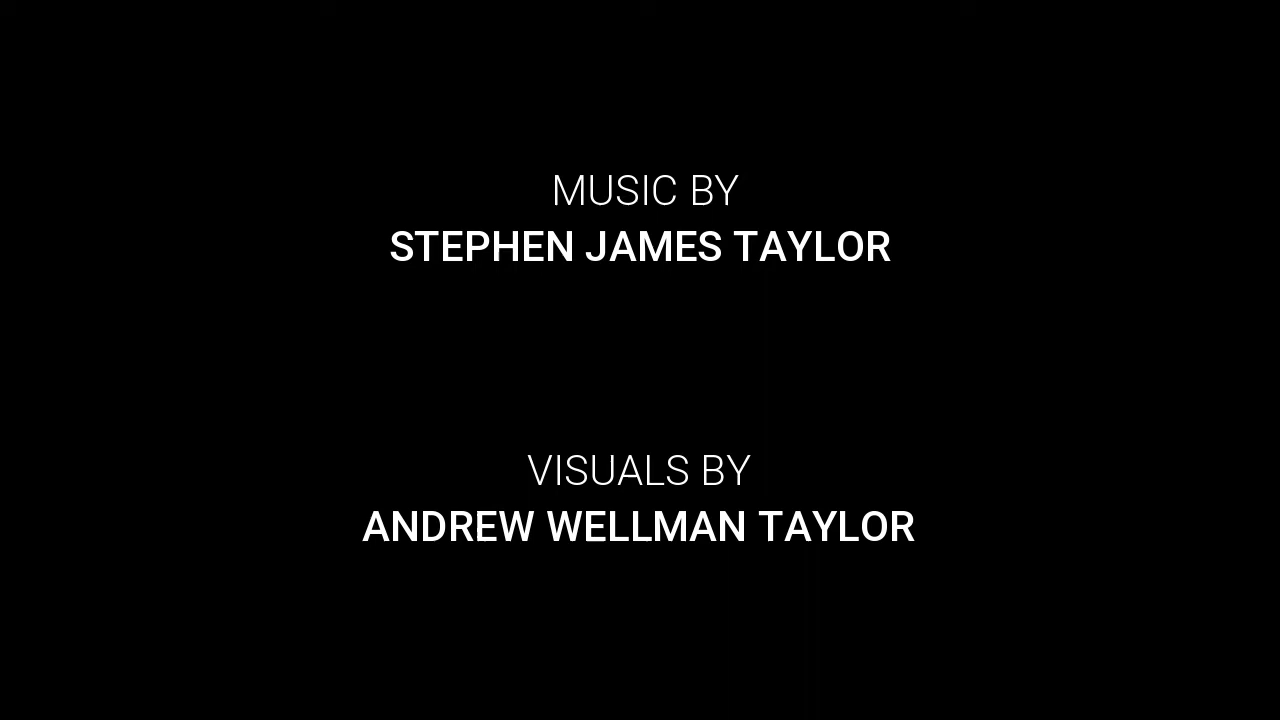 MUSIC BY
STEPHEN JAMES TAYLOR
VISUALS BY
ANDREW WELLMAN TAYLOR